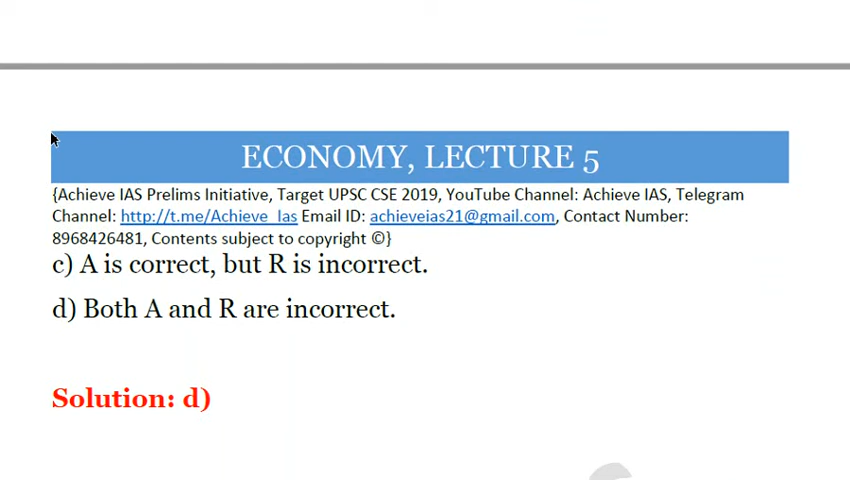 ECONOMY, LECTURE 5
{Achieve IAS Prelims Initiative, Target UPSC CSE 2019, YouTube Channel: Achieve IAS, Telegram
Channel: http://t.me/Achieve_Ias Email ID: achieveias21@gmail.com, Contact Number:
8968426481, Contents subject to copyright ©}
c) A is correct, but R is incorrect.
d) Both A and R are incorrect.
Solution: d)